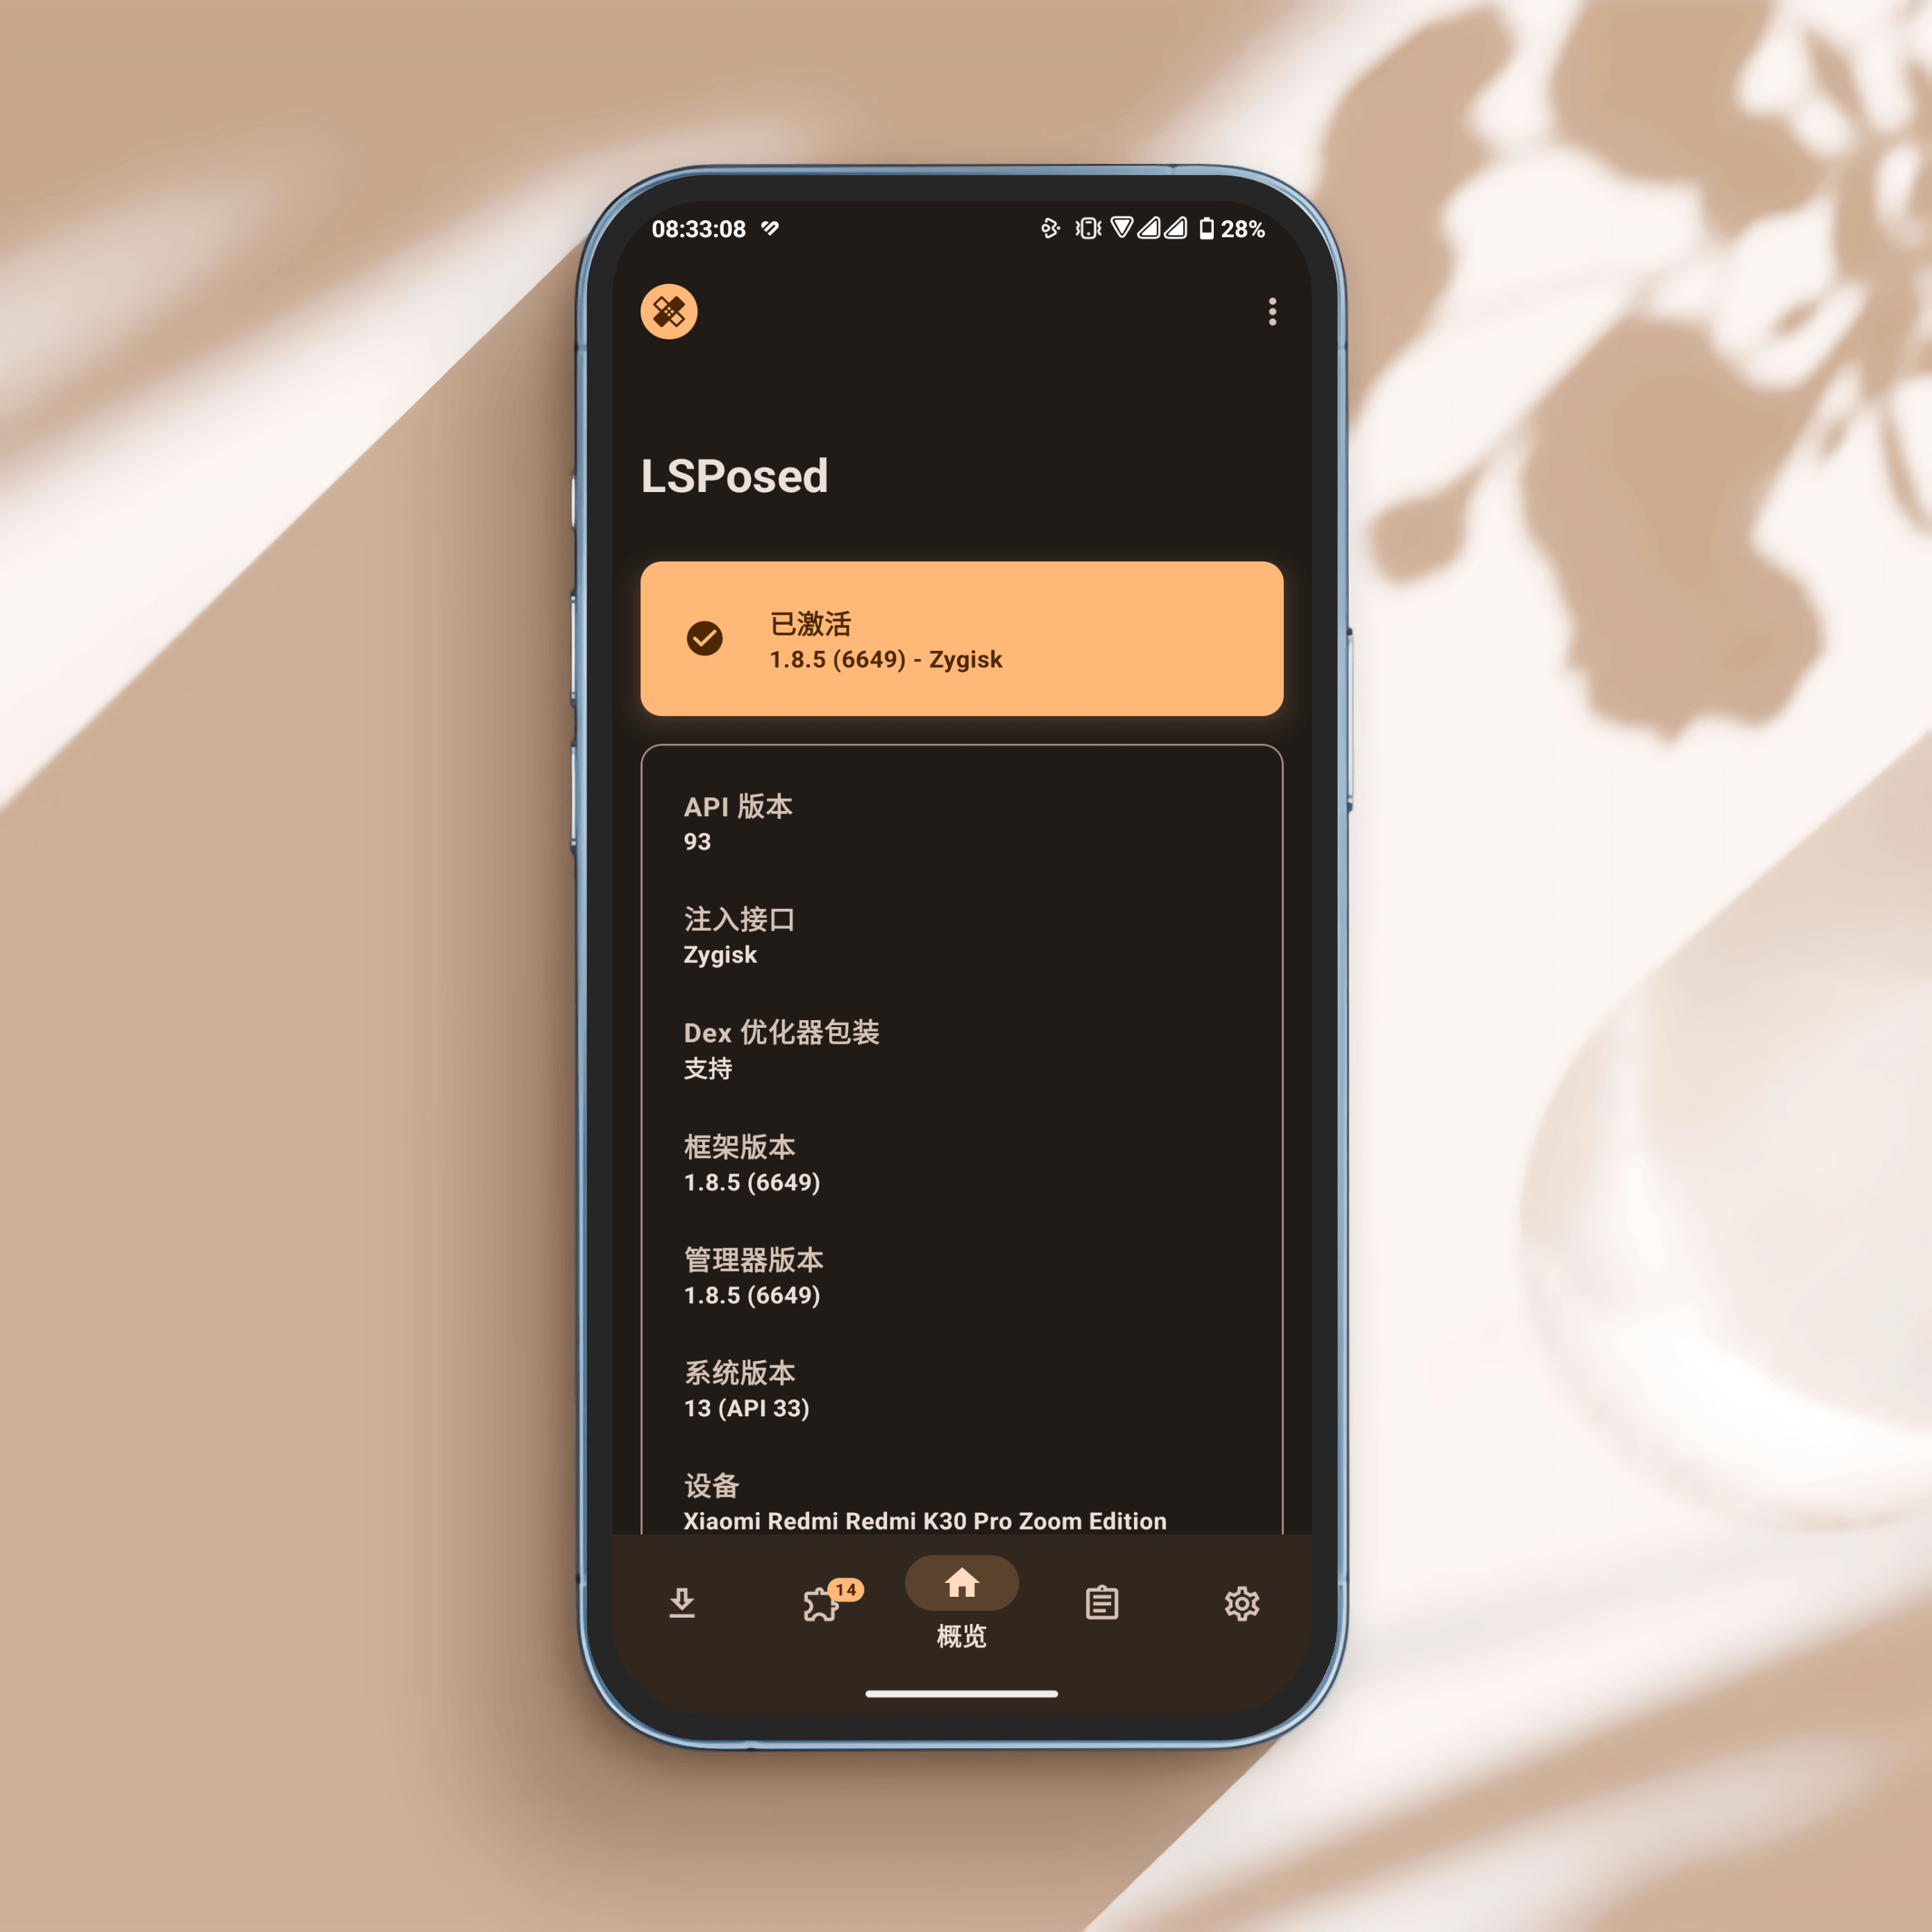 08:33:08
28%
LSPosed
已激活
1.8.5 (6649) - Zygisk
API 版本
93
注入接口
Zygisk
Dex 优化器包装
支持
框架版本
1.8.5 (6649)
管理器版本
1.8.5 (6649)
系统版本
13 (API 33)
设备
Xiaomi Redmi Redmi K30 Pro Zoom Edition
14
概览